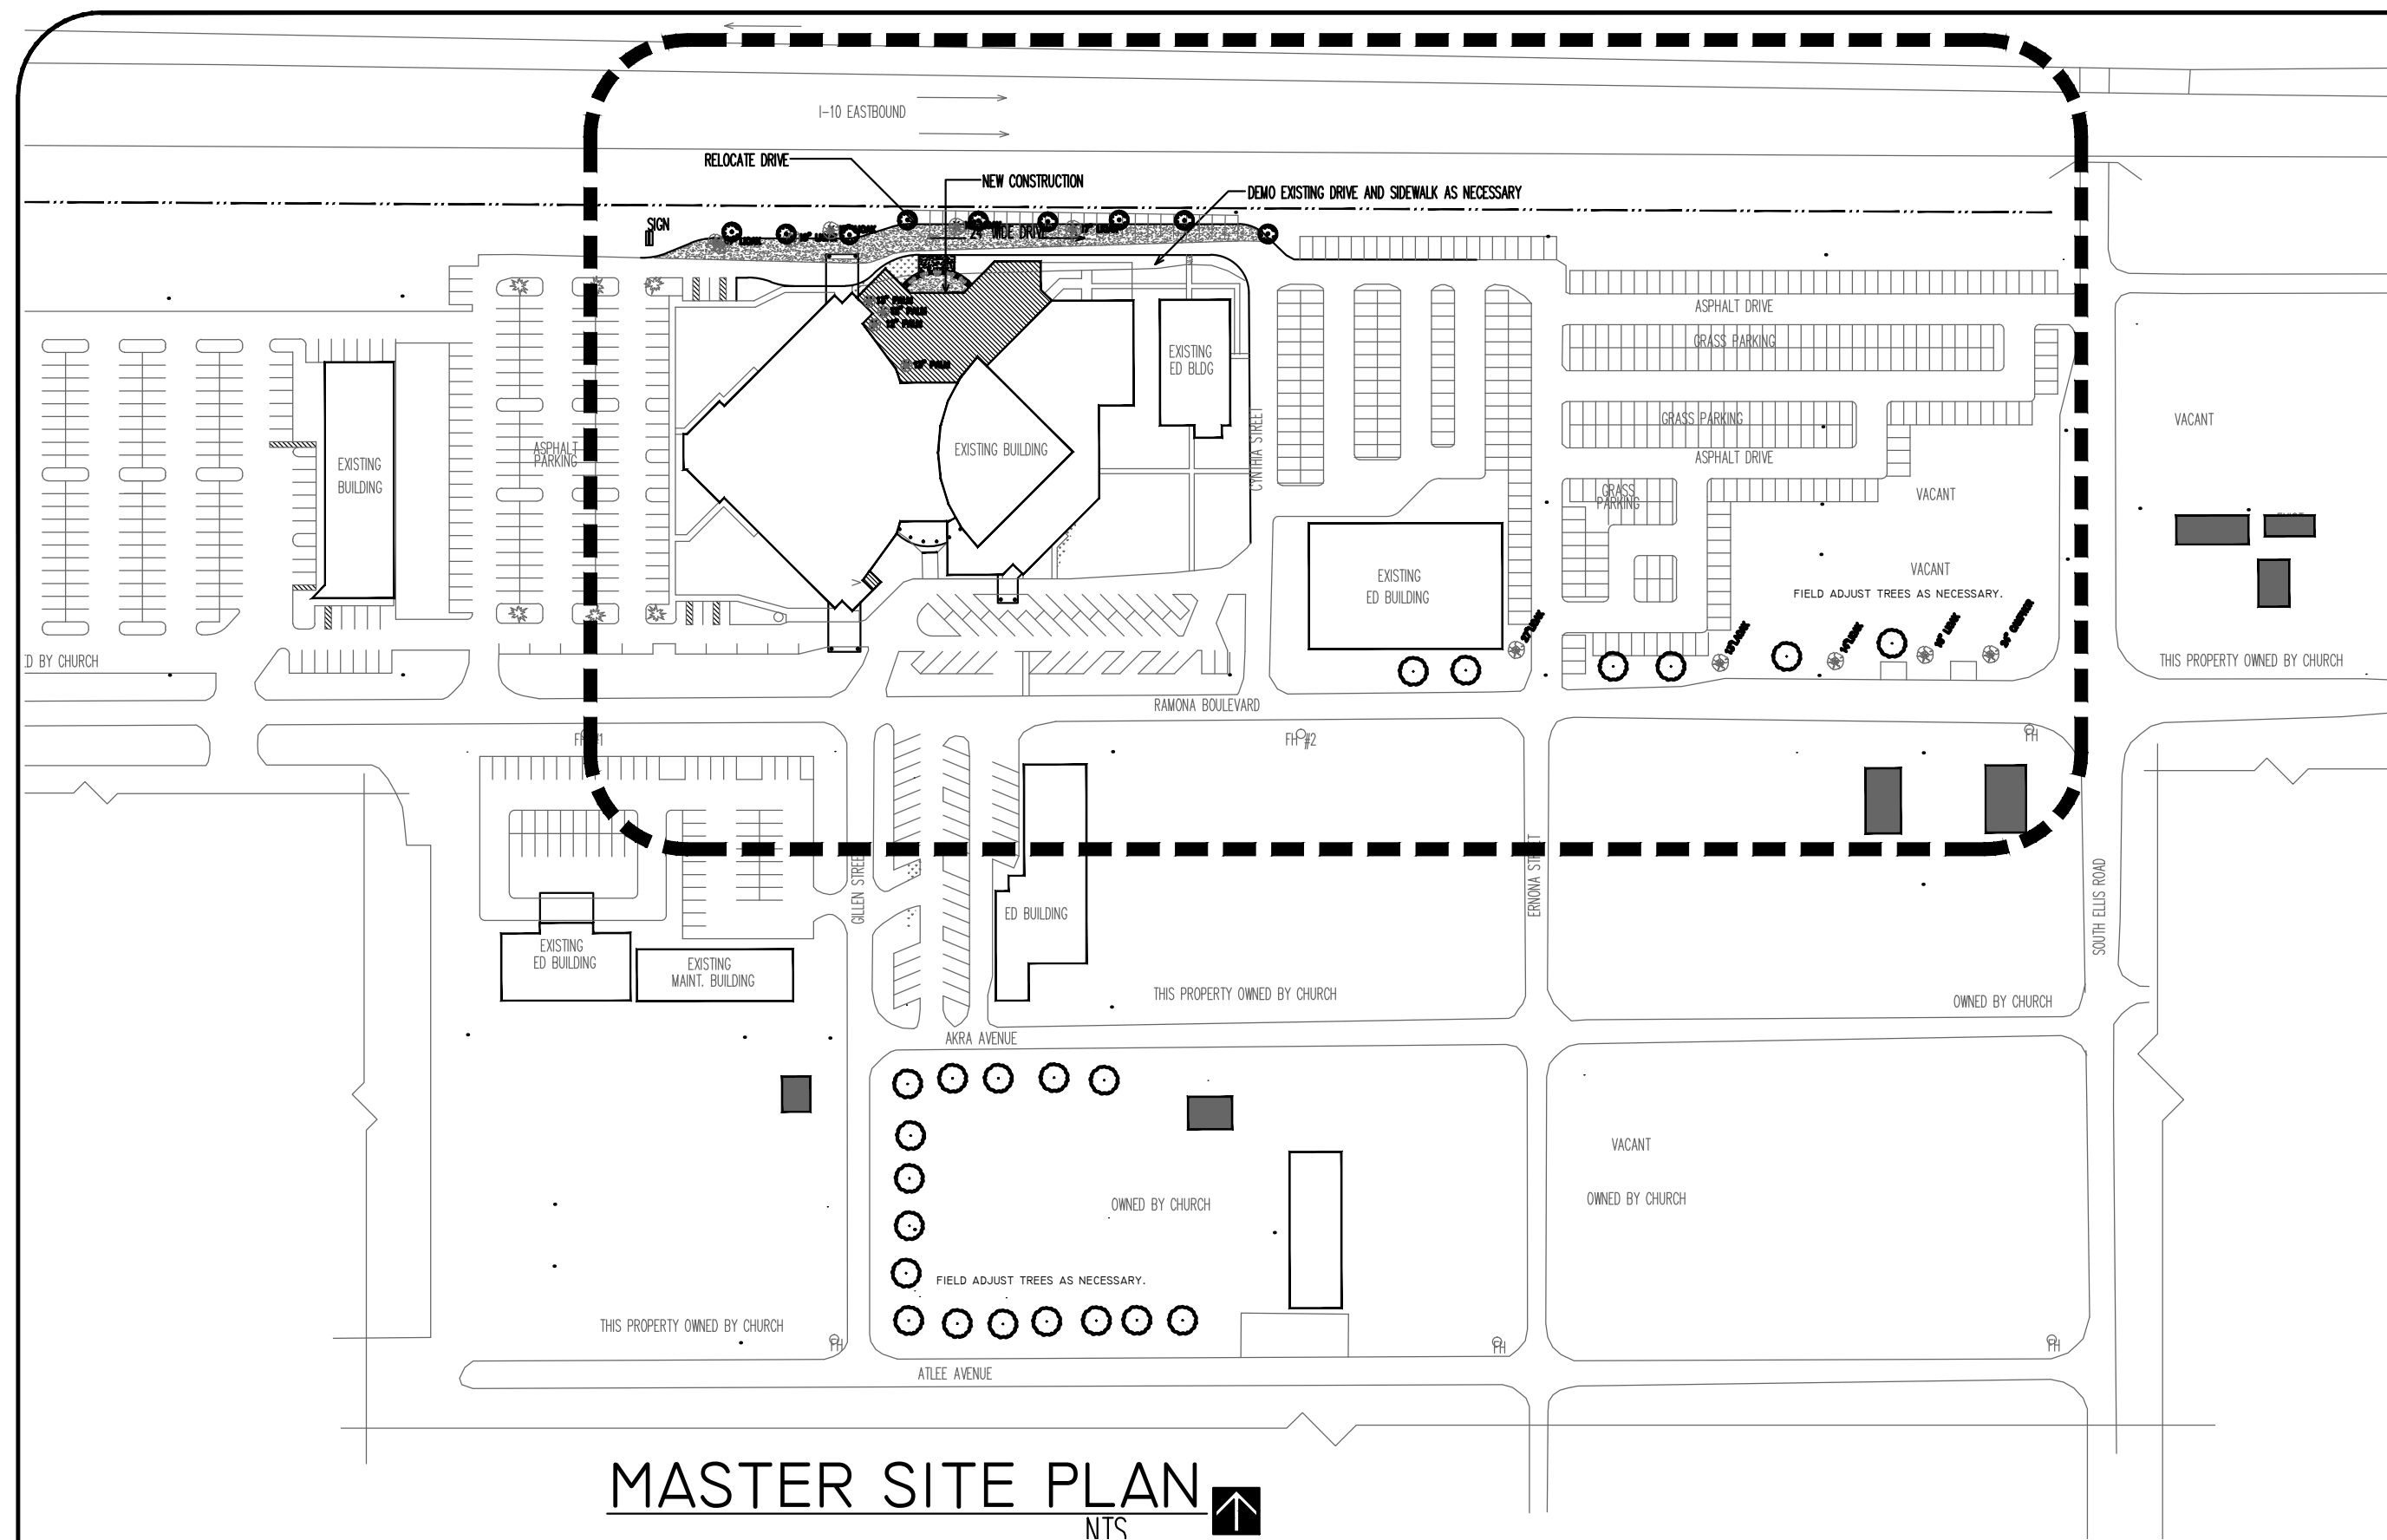 I-10 EASTBOUND
RELOCATE DRIVE
NEW CONSTRUCTION
DEMO EXISTING DRIVE AND SIDEWALK AS NECESSARY
SIGN
24' WIDE DRIVE
ASPHALT DRIVE
GRASS PARKING
EXISTING
ED BLDG
GRASS PARKING
VACANT
ASPHALT
PARKING
EXISTING BUILDING
CYNTHIA STREET
ASPHALT DRIVE
EXISTING
BUILDING
GRASS
PARKING
VACANT
EXISTING
ED BUILDING
VACANT
FIELD ADJUST TREES AS NECESSARY.
BY CHURCH
THIS PROPERTY OWNED BY CHURCH
RAMONA BOULEVARD
FH #2
FH
GILLEN STREET
ERNONA STREET
SOUTH ELLIS ROAD
ED BUILDING
EXISTING
ED BUILDING
EXISTING
MAINT. BUILDING
THIS PROPERTY OWNED BY CHURCH
OWNED BY CHURCH
AKRA AVENUE
VACANT
OWNED BY CHURCH
OWNED BY CHURCH
FIELD ADJUST TREES AS NECESSARY.
THIS PROPERTY OWNED BY CHURCH
FH
FH
FH
ATLEE AVENUE
MASTER SITE PLAN
NTS